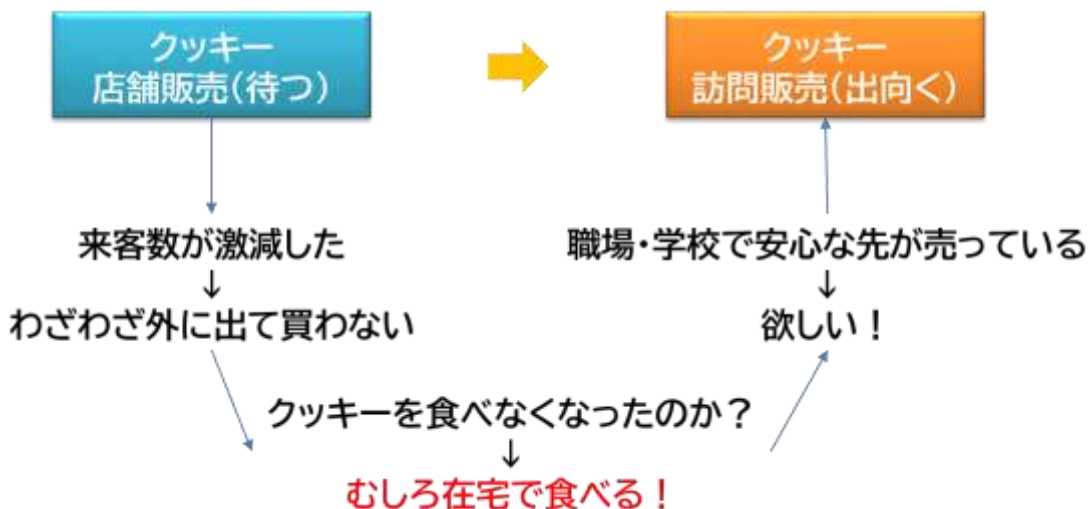 クッキー
店舗販売(待つ)
クッキー
訪問販売(出向く)
来客数が激減した
↓
わざわざ外に出て買わない
クッキーを食べなくなったのか?
↓
むしろ在宅で食べる!
職場・学校で安心な先が売っている
↓
欲しい!